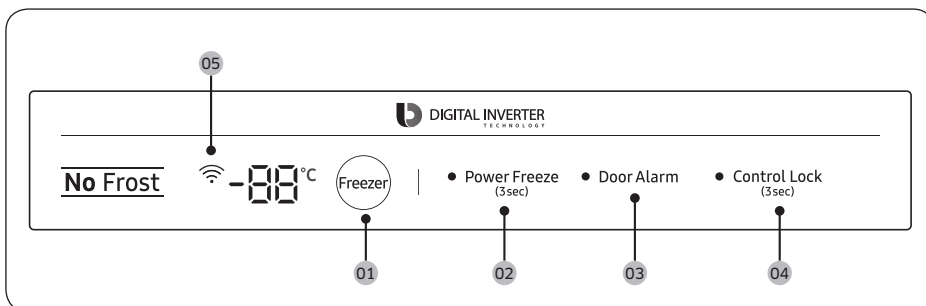 05
DIGITAL INVERTER
TECHNOLOGY
No Frost
-88°C
Freezer
Power Freeze
(3sec)
Door Alarm
Control Lock
(3sec)
01
02
03
04